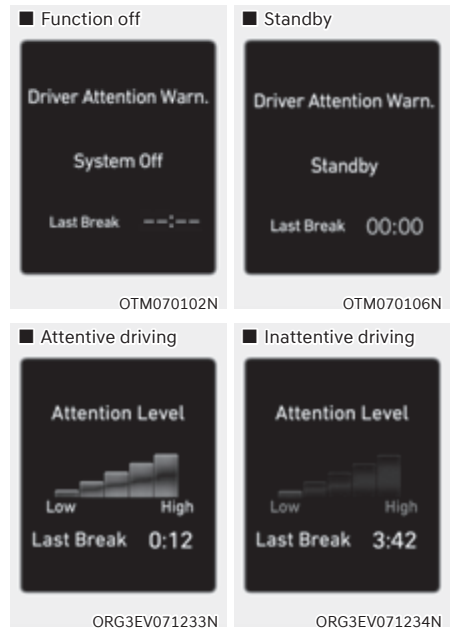 ■ Function off
Driver Attention Warn.
System Off
Last Break --:--
OTM070102N
■ Standby
Driver Attention Warn.
Standby
Last Break 00:00
OTM070106N
■ Attentive driving
Attention Level
Low High
Last Break 0:12
ORG3EV071233N
■ Inattentive driving
Attention Level
Low High
Last Break 3:42
ORG3EV071234N